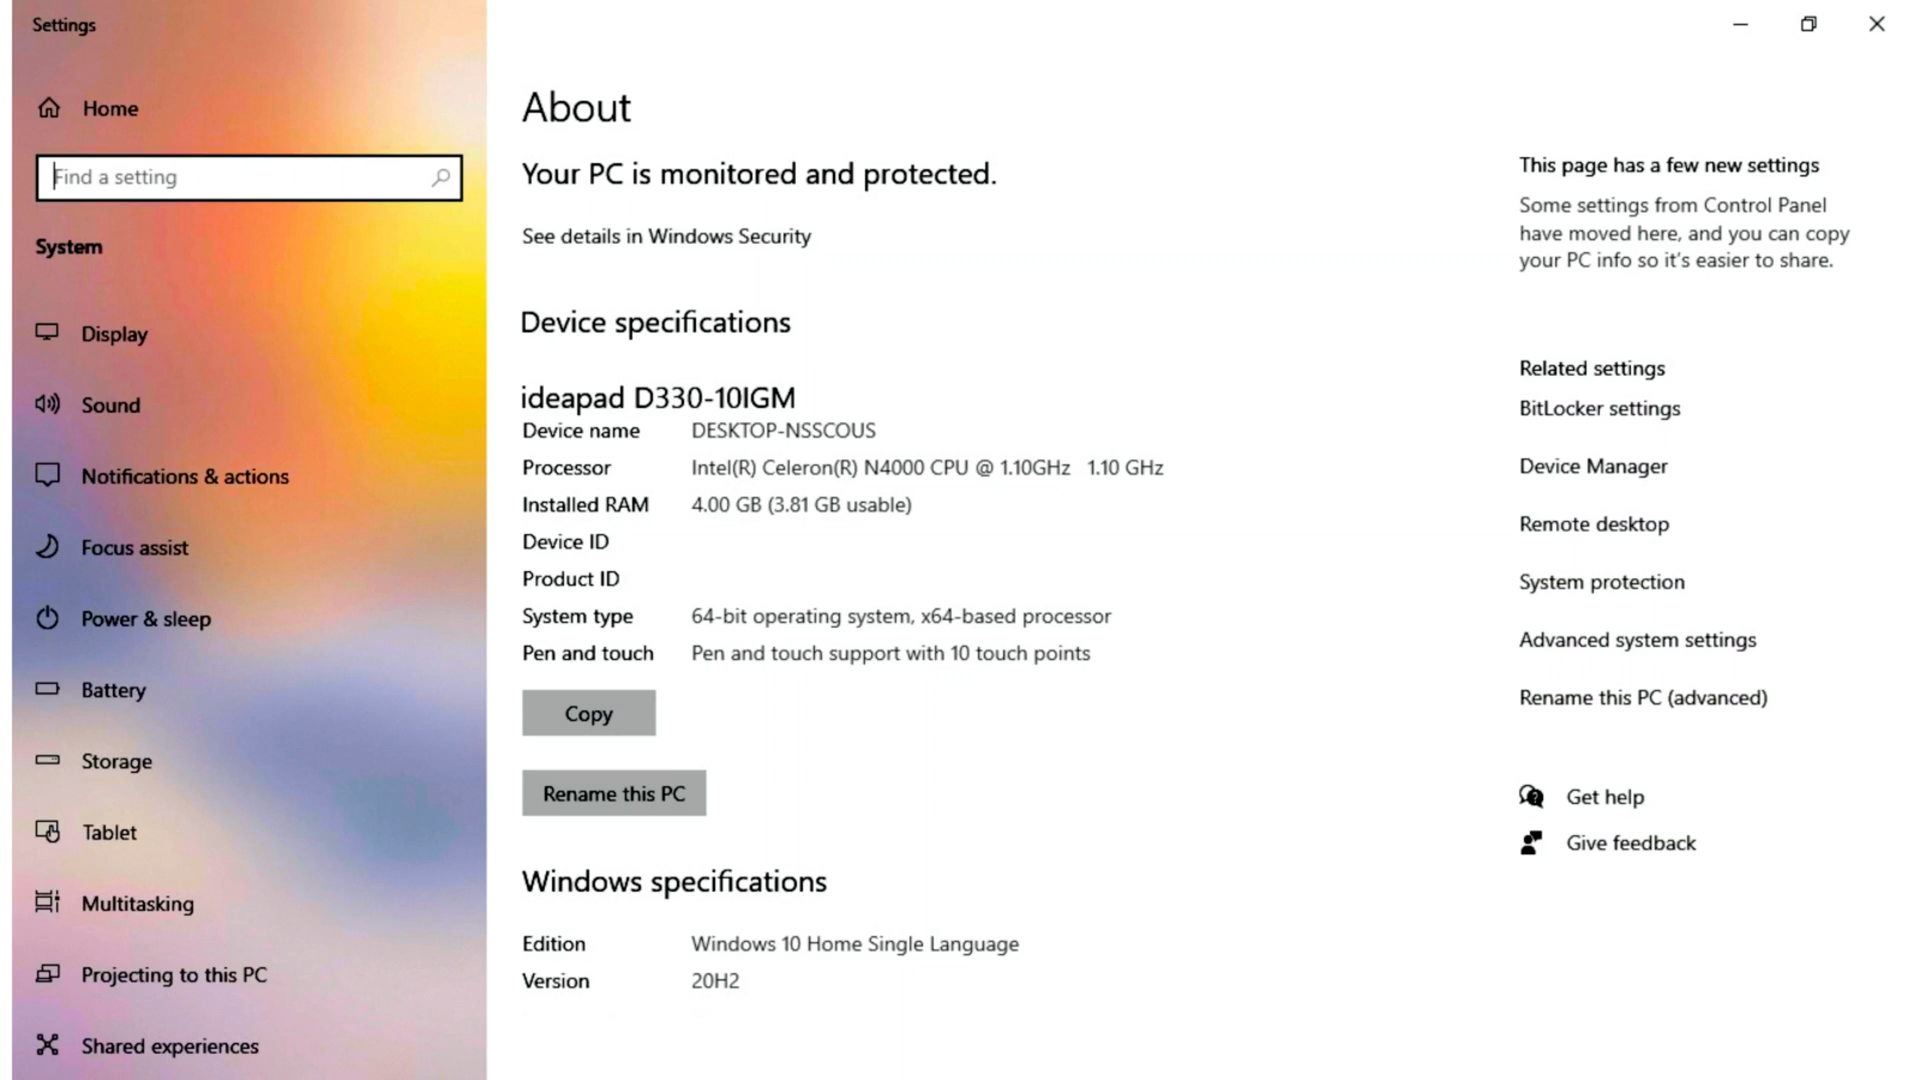 Settings
Home
Find a setting
System
Display
Sound
Notifications & actions
Focus assist
Power & sleep
Battery
Storage
Tablet
Multitasking
Projecting to this PC
Shared experiences
About
Your PC is monitored and protected.
See details in Windows Security
Device specifications
ideapad D330-10IGM
Device name DESKTOP-NSSCOUS
Processor Intel(R) Celeron(R) N4000 CPU @ 1.10GHz 1.10 GHz
Installed RAM 4.00 GB (3.81 GB usable)
Device ID
Product ID
System type 64-bit operating system, x64-based processor
Pen and touch Pen and touch support with 10 touch points
Copy
Rename this PC
Windows specifications
Edition Windows 10 Home Single Language
Version 20H2
This page has a few new settings
Some settings from Control Panel
have moved here, and you can copy
your PC info so it's easier to share.
Related settings
BitLocker settings
Device Manager
Remote desktop
System protection
Advanced system settings
Rename this PC (advanced)
Get help
Give feedback